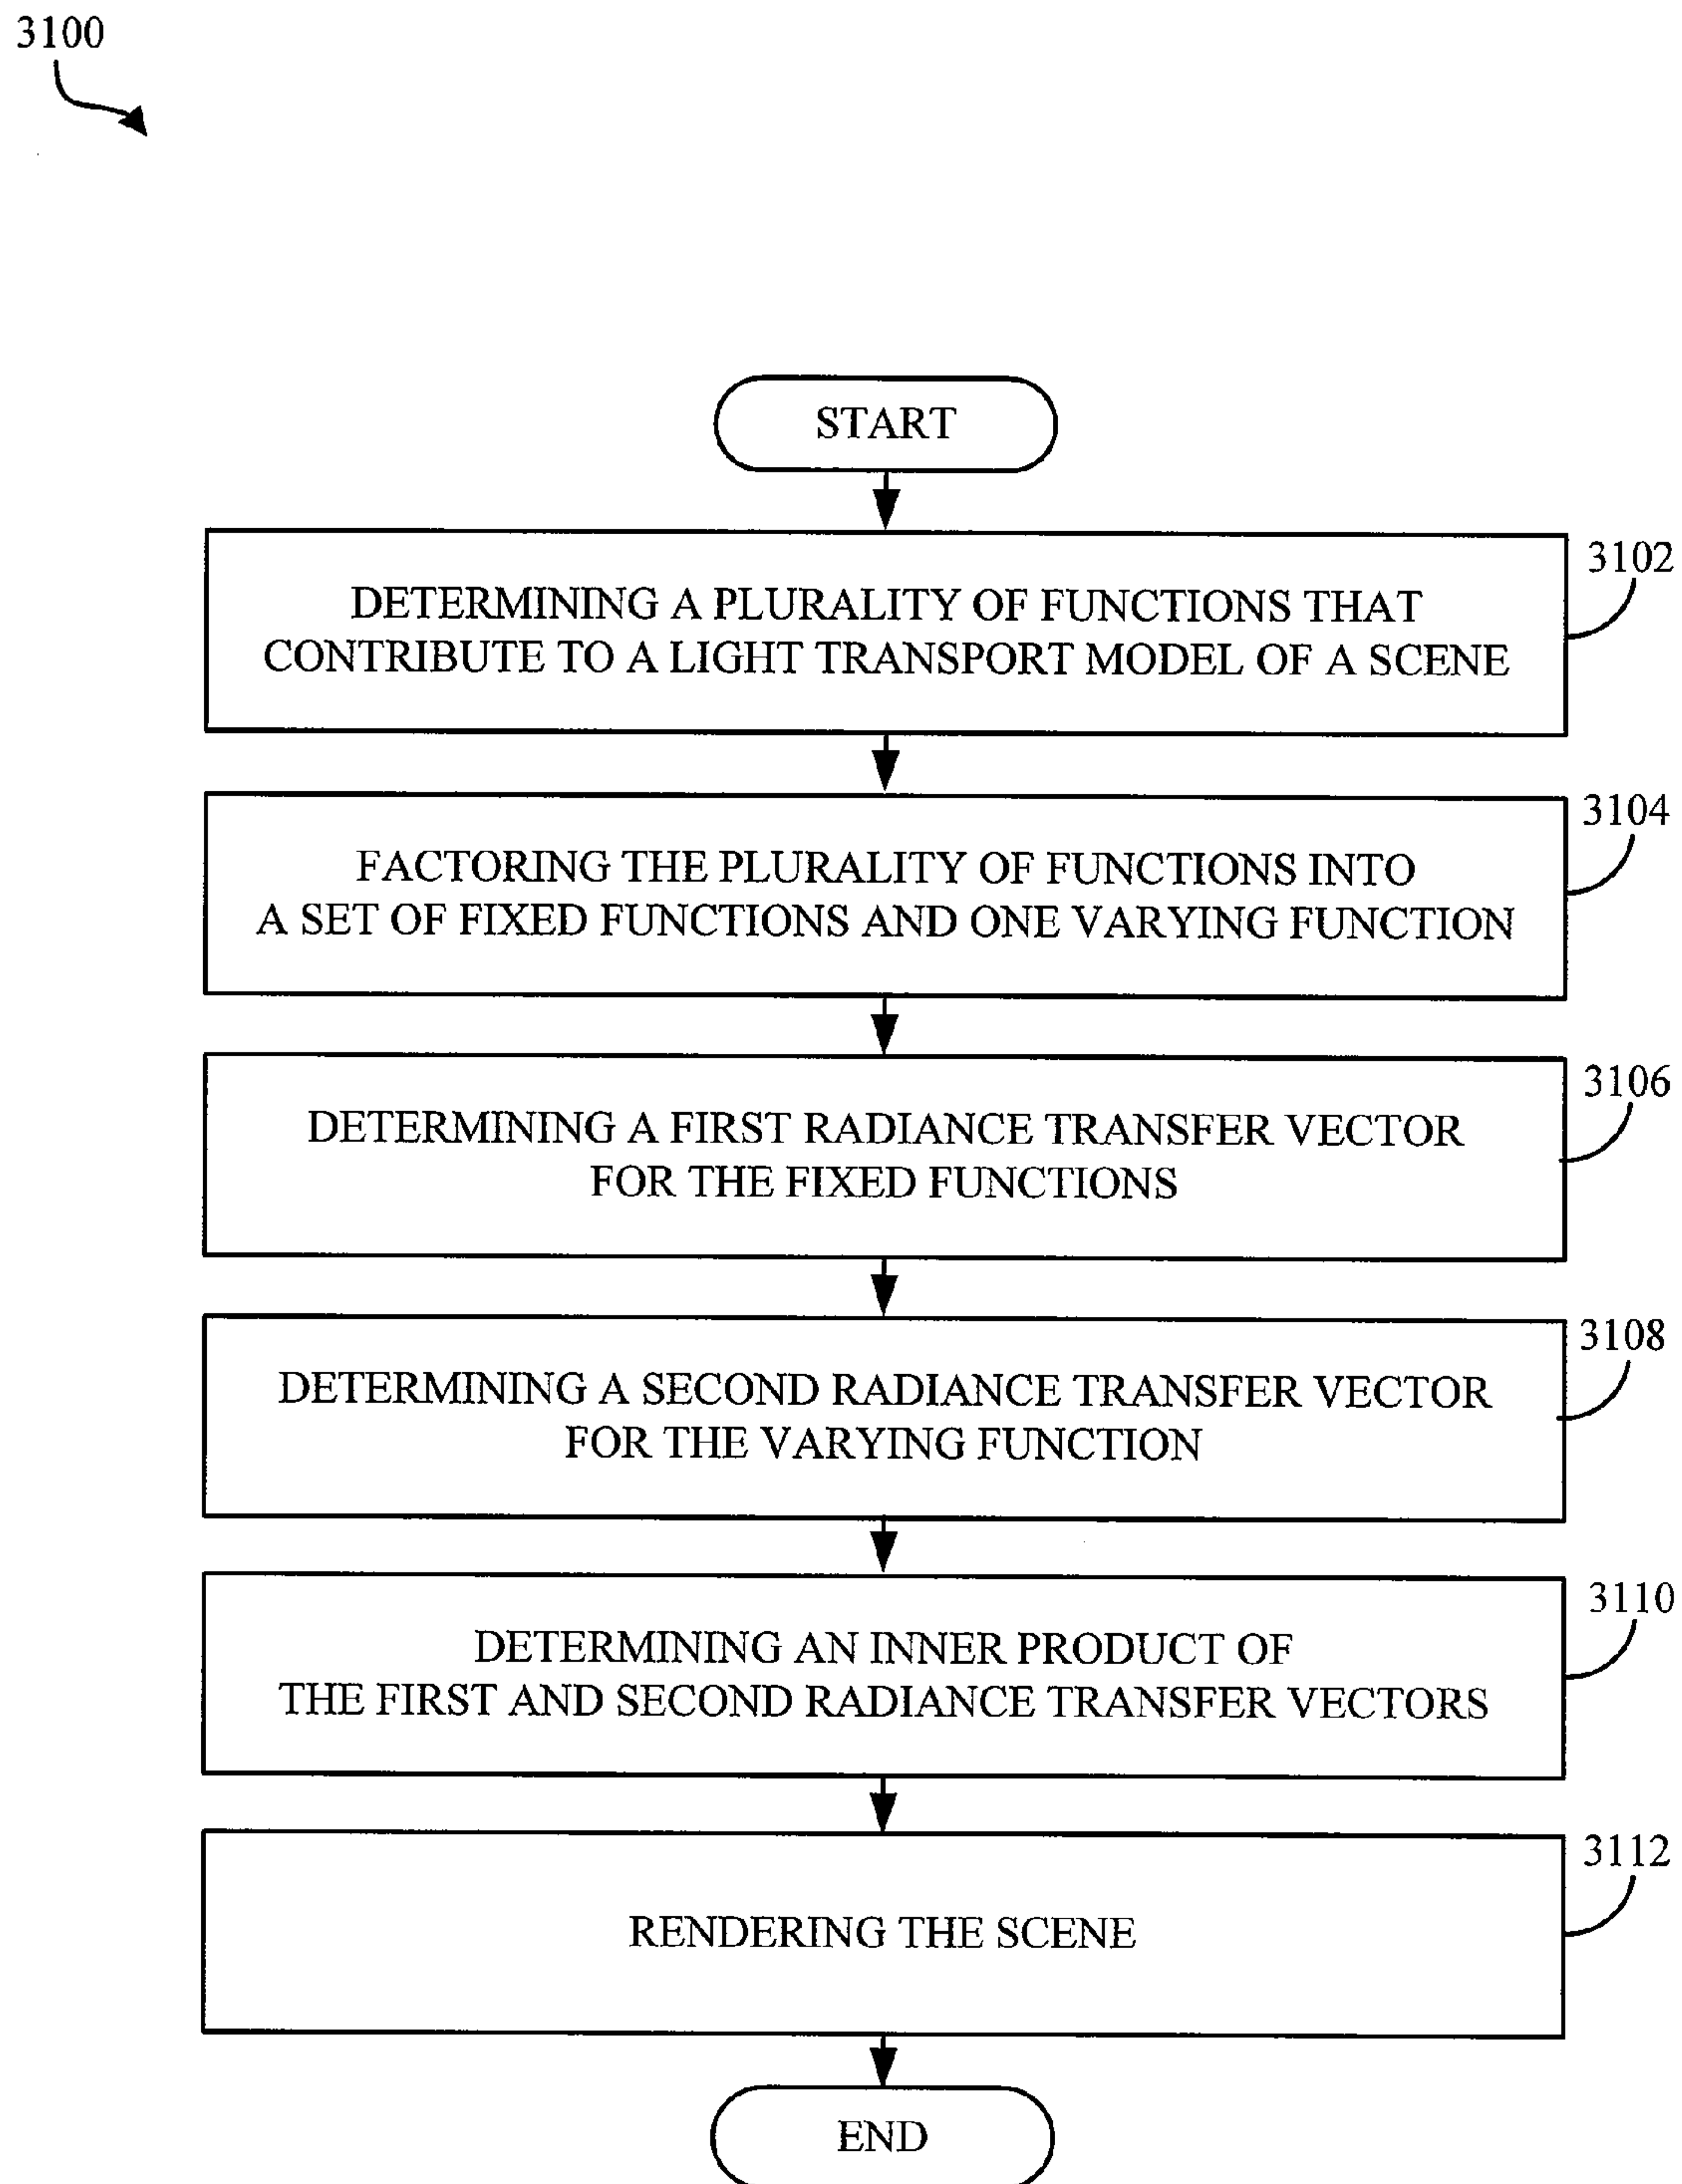 3100
START
3102
DETERMINING A PLURALITY OF FUNCTIONS THAT
CONTRIBUTE TO A LIGHT TRANSPORT MODEL OF A SCENE
3104
FACTORING THE PLURALITY OF FUNCTIONS INTO
A SET OF FIXED FUNCTIONS AND ONE VARYING FUNCTION
3106
DETERMINING A FIRST RADIANCE TRANSFER VECTOR
FOR THE FIXED FUNCTIONS
3108
DETERMINING A SECOND RADIANCE TRANSFER VECTOR
FOR THE VARYING FUNCTION
3110
DETERMINING AN INNER PRODUCT OF
THE FIRST AND SECOND RADIANCE TRANSFER VECTORS
3112
RENDERING THE SCENE
END